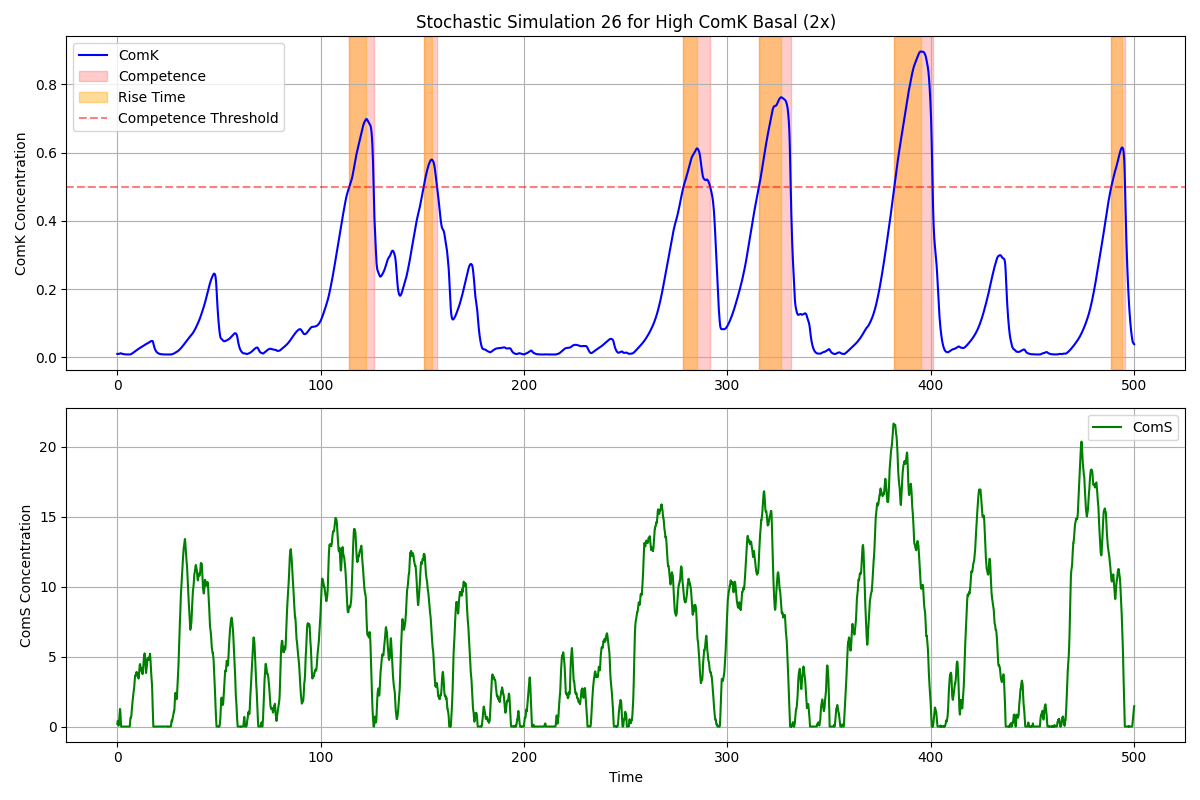 Stochastic Simulation 26 for High ComK Basal (2x)
ComK Concentration
0.8
0.6
0.4
0.2
0.0
ComK
Competence
Rise Time
Competence Threshold
0 100 200 300 400 500
ComS Concentration
20
15
10
5
0
ComS
0 100 200 300 400 500
Time